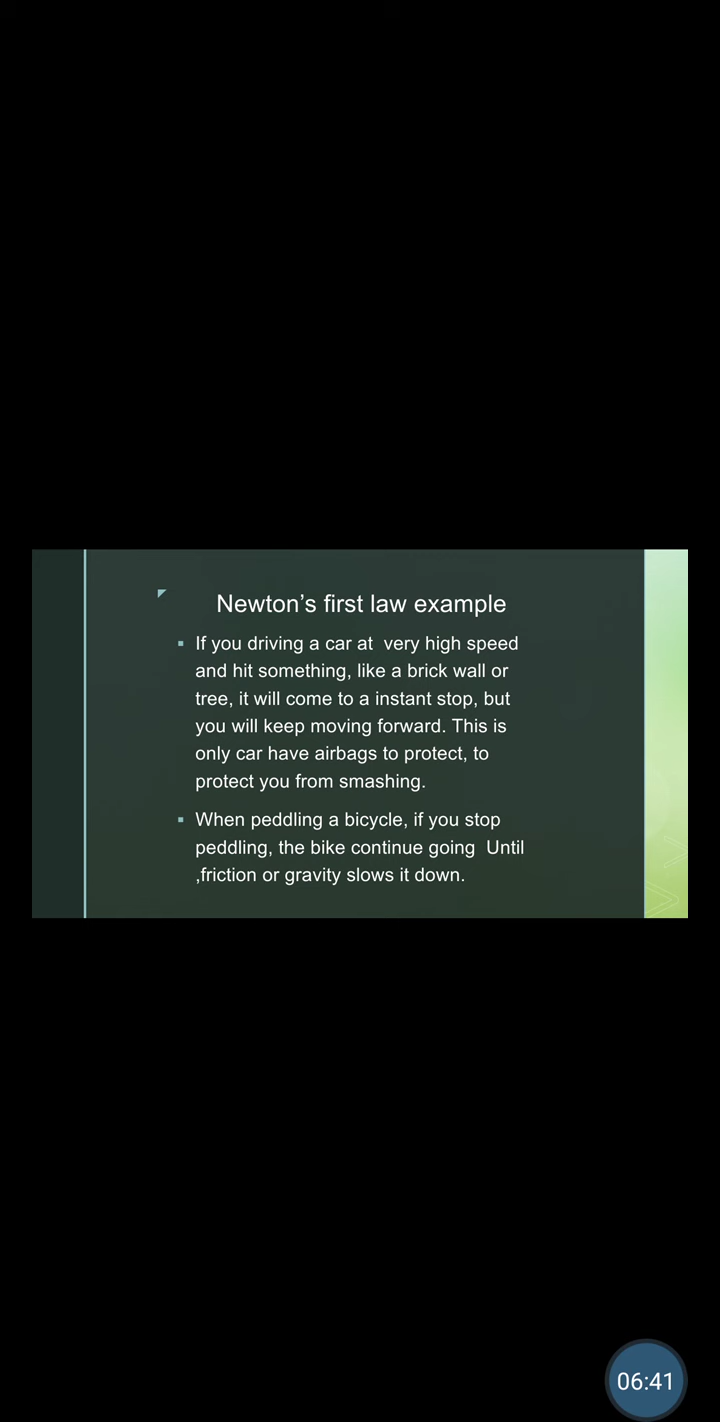 Newton’s first law example
▪ If you driving a car at  very high speed
and hit something, like a brick wall or
tree, it will come to a instant stop, but
you will keep moving forward. This is
only car have airbags to protect, to
protect you from smashing.
▪ When peddling a bicycle, if you stop
peddling, the bike continue going  Until
,friction or gravity slows it down.
06:41